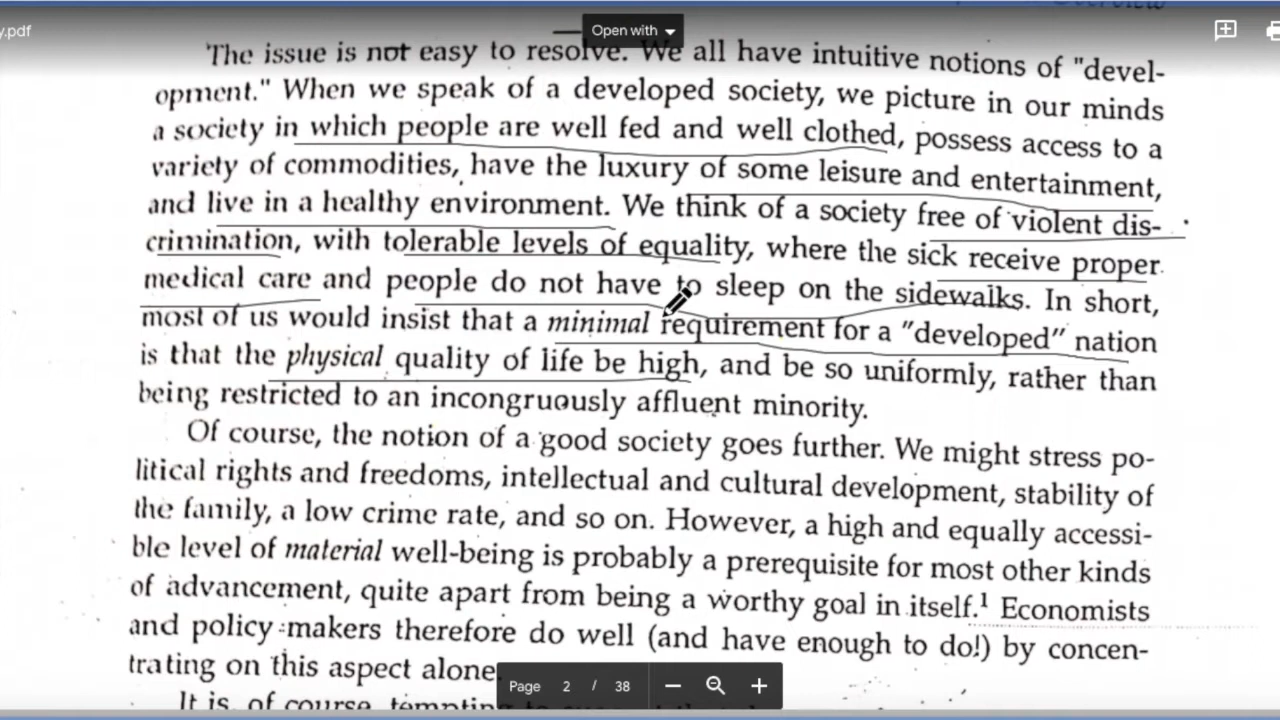 y.pdf
Open with
The issue is not easy to resolve. We all have intuitive notions of "devel-
opment." When we speak of a developed society, we picture in our minds
a society in which people are well fed and well clothed, possess access to a
variety of commodities, have the luxury of some leisure and entertainment,
and live in a healthy environment. We think of a society free of violent dis-
crimination, with tolerable levels of equality, where the sick receive proper
medical care and people do not have to sleep on the sidewalks. In short,
most of us would insist that a minimal requirement for a "developed" nation
is that the physical quality of life be high, and be so uniformly, rather than
being restricted to an incongruously affluent minority.
Of course, the notion of a good society goes further. We might stress po-
litical rights and freedoms, intellectual and cultural development, stability of
the family, a low crime rate, and so on. However, a high and equally accessi-
ble level of material well-being is probably a prerequisite for most other kinds
of advancement, quite apart from being a worthy goal in itself.¹ Economists
and policy-makers therefore do well (and have enough to do!) by concen-
trating on this aspect alone.
It is, of course, tempting to
Page 2 / 38